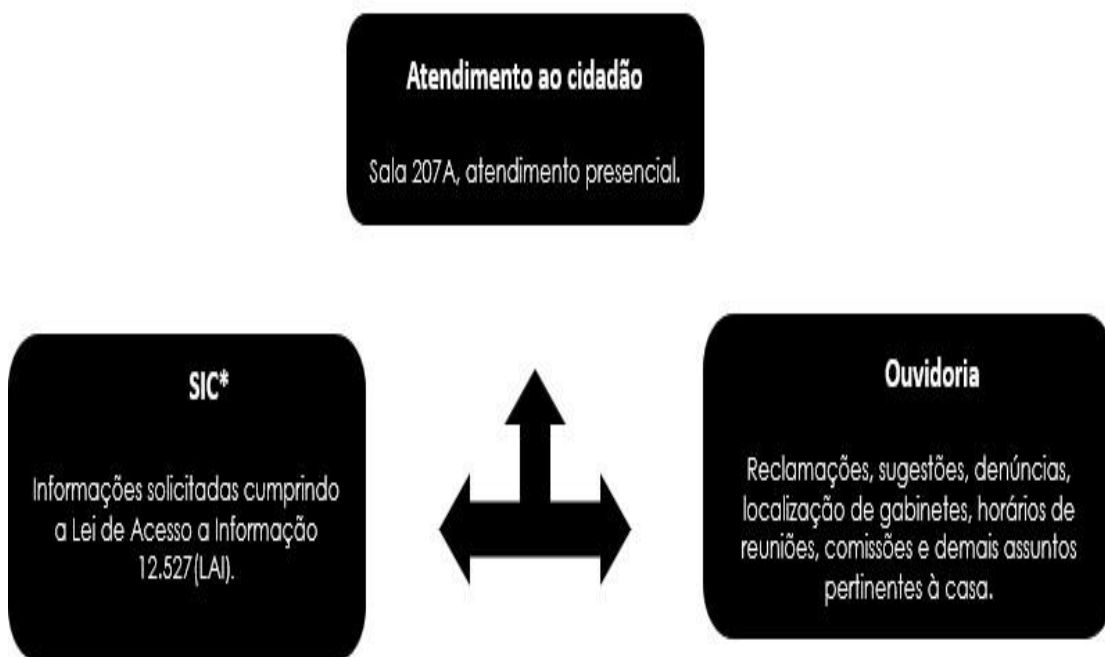 Atendimento ao cidadão
Sala 207A, atendimento presencial.
SIC*
Informações solicitadas cumprindo
a Lei de Acesso a Informação
12.527(LAI).
Ouvidoria
Reclamações, sugestões, denúncias,
localização de gabinetes, horários de
reuniões, comissões e demais assuntos
pertinentes à casa.